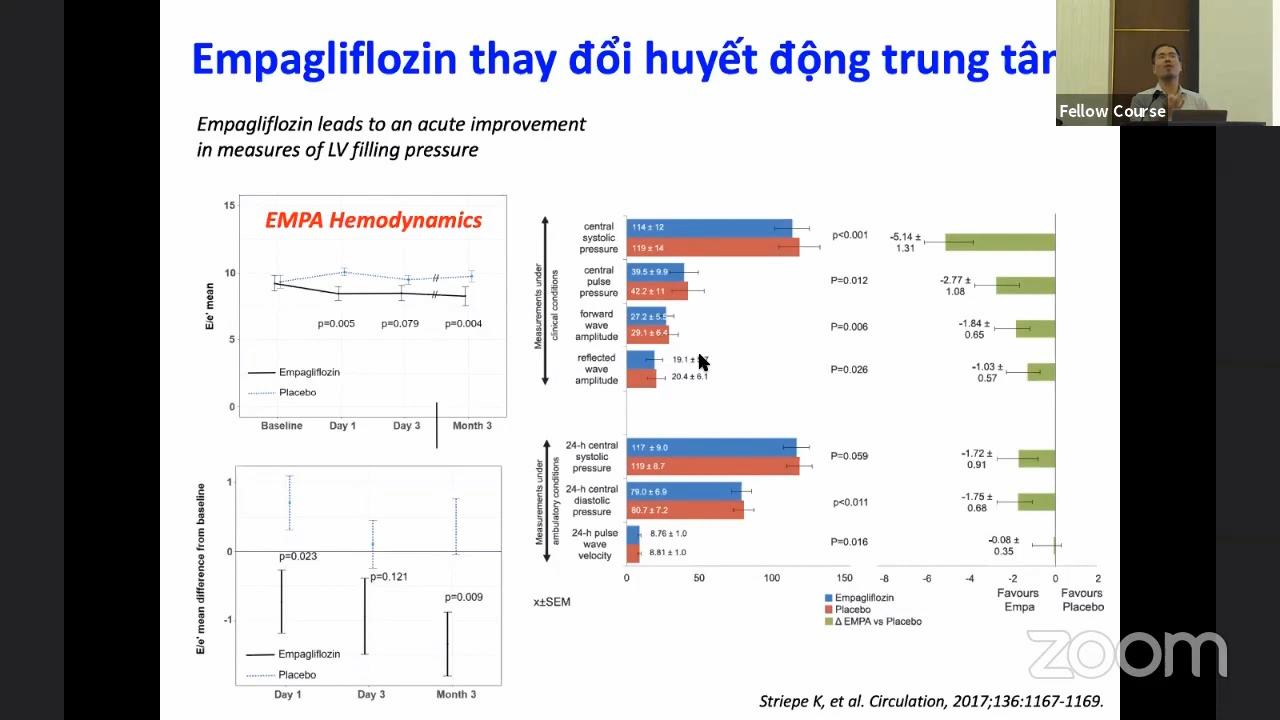 Empagliflozin thay đổi huyết động trung tâ
Fellow Course
Empagliflozin leads to an acute improvement
in measures of LV filling pressure
EMPA Hemodynamics
15
10
5
0
E/e' mean
p=0.005
p=0.079
p=0.004
Empagliflozin
Placebo
Baseline
Day 1
Day 3
Month 3
E/e' mean difference from baseline
1
0
-1
p=0.023
p=0.121
p=0.009
Empagliflozin
Placebo
Day 1
Day 3
Month 3
Measurements under
clinical conditions
central
systolic
pressure
114 ± 12
119 ± 14
p<0.001
-5.14 ±
1.31
central
pulse
pressure
39.5 ± 9.9
42.2 ± 11
P=0.012
-2.77 ±
1.08
forward
wave
amplitude
27.2 ± 5.
29.1 ± 6.4
P=0.006
-1.84 ±
0.65
reflected
wave
amplitude
19.1 ±
20.4 ± 6.1
P=0.026
-1.03 ±
0.57
Measurements under
ambulatory conditions
24-h central
systolic
pressure
117 ± 9.0
119 ± 8.7
P=0.059
-1.72 ±
0.91
24-h central
diastolic
pressure
79.0 ± 6.9
80.7 ± 7.2
p<0.011
-1.75 ±
0.68
24-h pulse
wave
velocity
8.76 ± 1.0
8.81 ± 1.0
P=0.016
-0.08 ±
0.35
0
50
100
150
-8
-6
-4
-2
0
2
Favours
Empa
Favours
Placebo
x±SEM
Empagliflozin
Placebo
Δ EMPA vs Placebo
zoom
Striepe K, et al. Circulation, 2017;136:1167-1169.